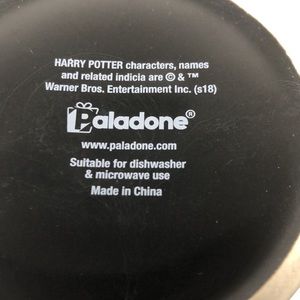 HARRY POTTER characters, names
and related indicia are © & ™
Warner Bros. Entertainment Inc. (s18)
Paladone®
www.paladone.com
Suitable for dishwasher
& microwave use
Made in China